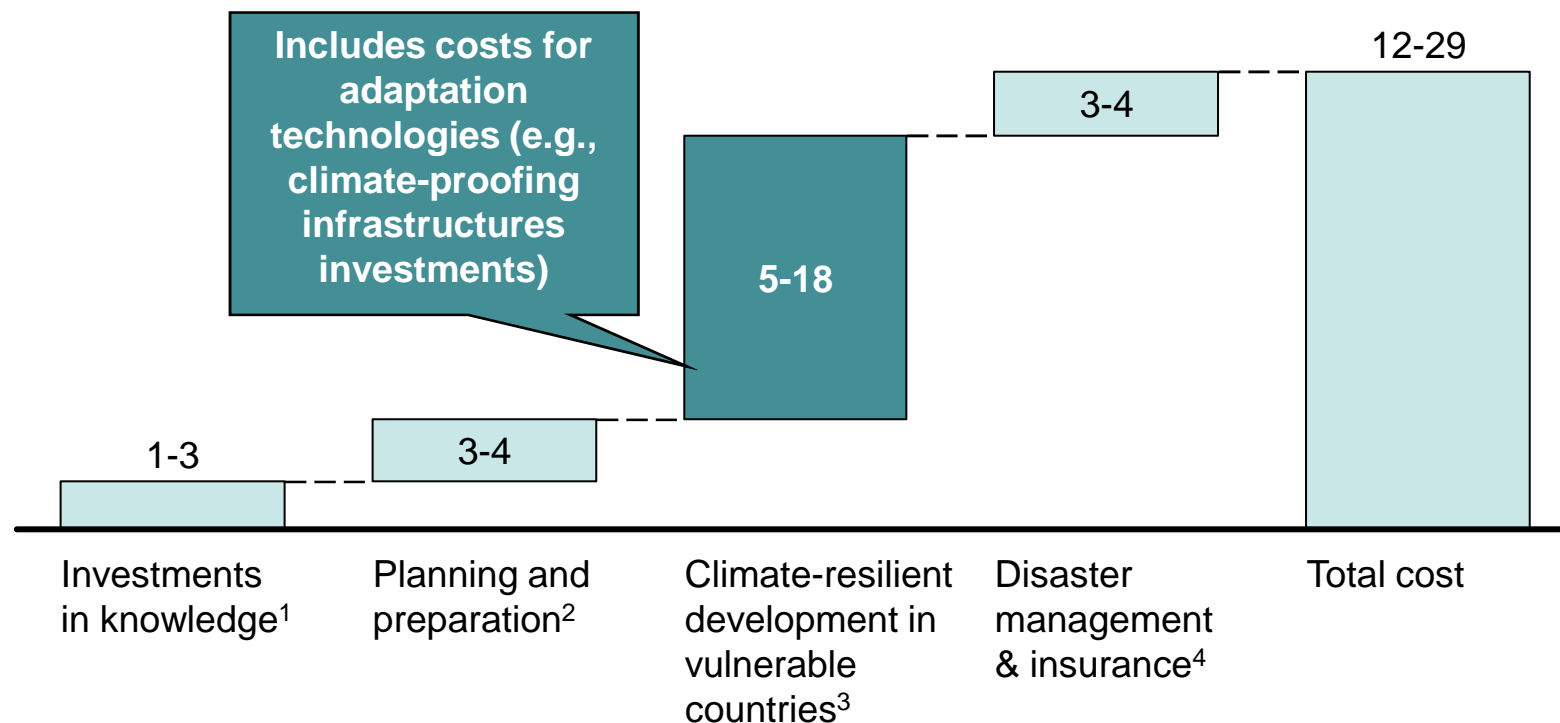 Includes costs for
adaptation
technologies (e.g.,
climate-proofing
infrastructures
investments)
1-3
3-4
5-18
3-4
12-29
Investments
in knowledge¹
Planning and
preparation²
Climate-resilient
development in
vulnerable
countries³
Disaster
management
& insurance⁴
Total cost